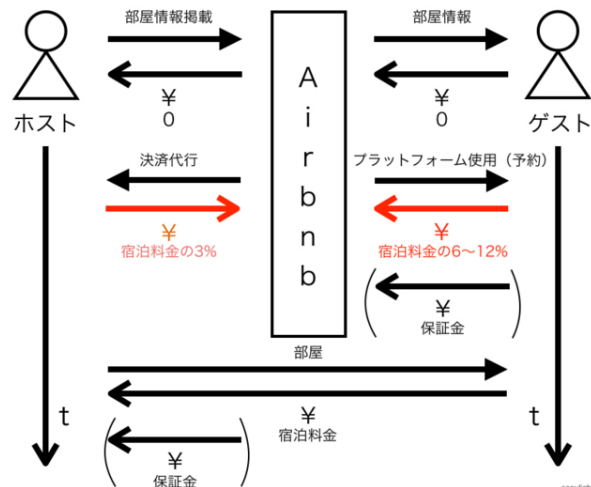 部屋情報掲載
部屋情報
¥
0
¥
0
ホスト
Airbnb
ゲスト
決済代行
プラットフォーム使用（予約）
¥
宿泊料金の3%
¥
宿泊料金の6〜12%
¥
保証金
部屋
t
t
¥
宿泊料金
¥
保証金